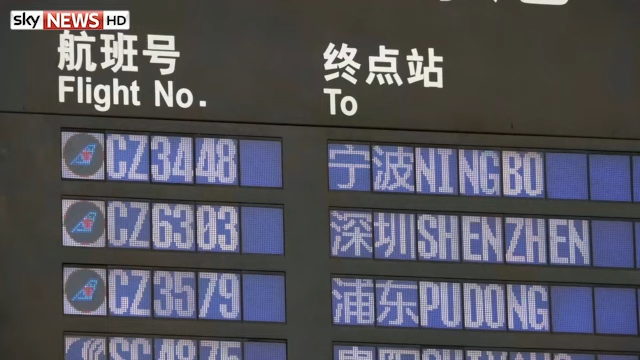 sky NEWS HD
航班号 终点站
Flight No. To
CZ3448 宁波NINGBO
CZ6303 深圳SHENZHEN
CZ3579 浦东PUDONG